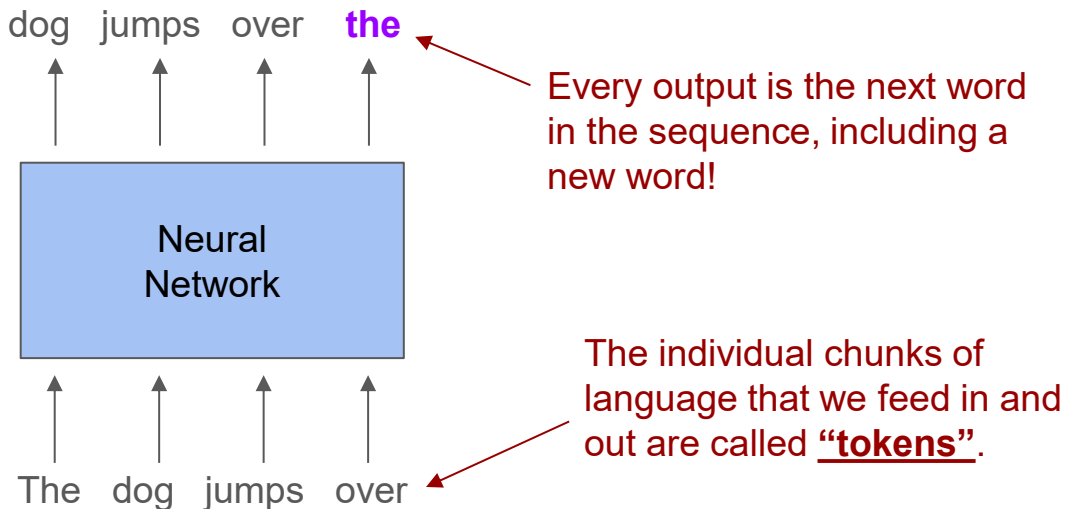 dog jumps over the
Every output is the next word
in the sequence, including a
new word!
Neural
Network
The individual chunks of
language that we feed in and
out are called “tokens”.
The dog jumps over